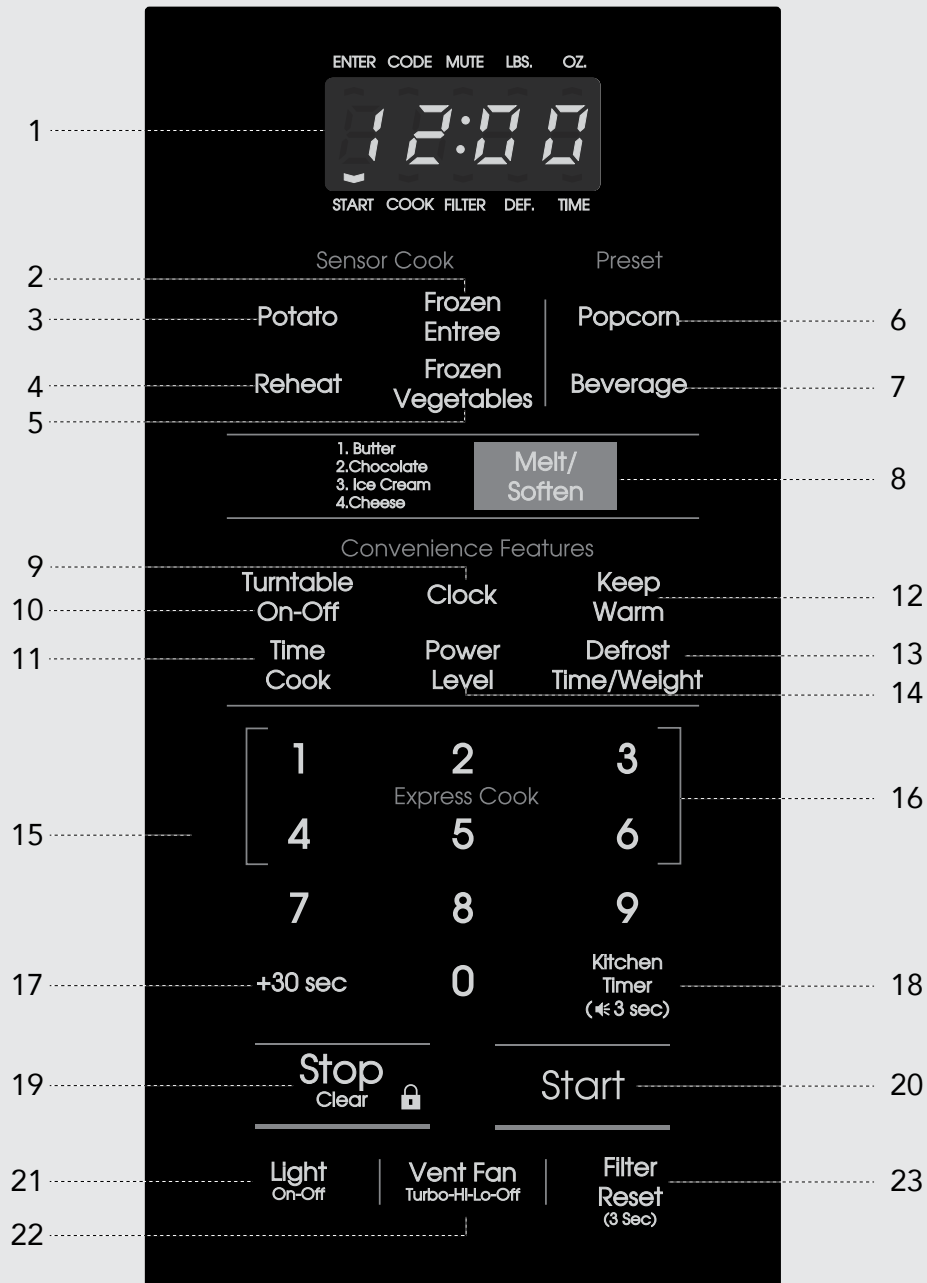 ENTER CODE MUTE LBS. OZ.
1
12:00
START COOK FILTER DEF. TIME
Sensor Cook
Preset
2
3
Potato
Frozen
Entree
Popcorn
6
4
Reheat
Frozen
Vegetables
Beverage
7
5
1. Butter
2.Chocolate
3. Ice Cream
4.Cheese
Melt/
Soften
8
Convenience Features
9
10
Turntable
On-Off
Clock
Keep
Warm
12
11
Time
Cook
Power
Level
Defrost
Time/Weight
13
14
1 2 3
Express Cook
16
15
4 5 6
7 8 9
17
+30 sec
0
Kitchen
Timer
(3 sec)
18
19
Stop
Clear
Start
20
21
Light
On-Off
Vent Fan
Turbo-Hi-Lo-Off
Filter
Reset
(3 Sec)
23
22